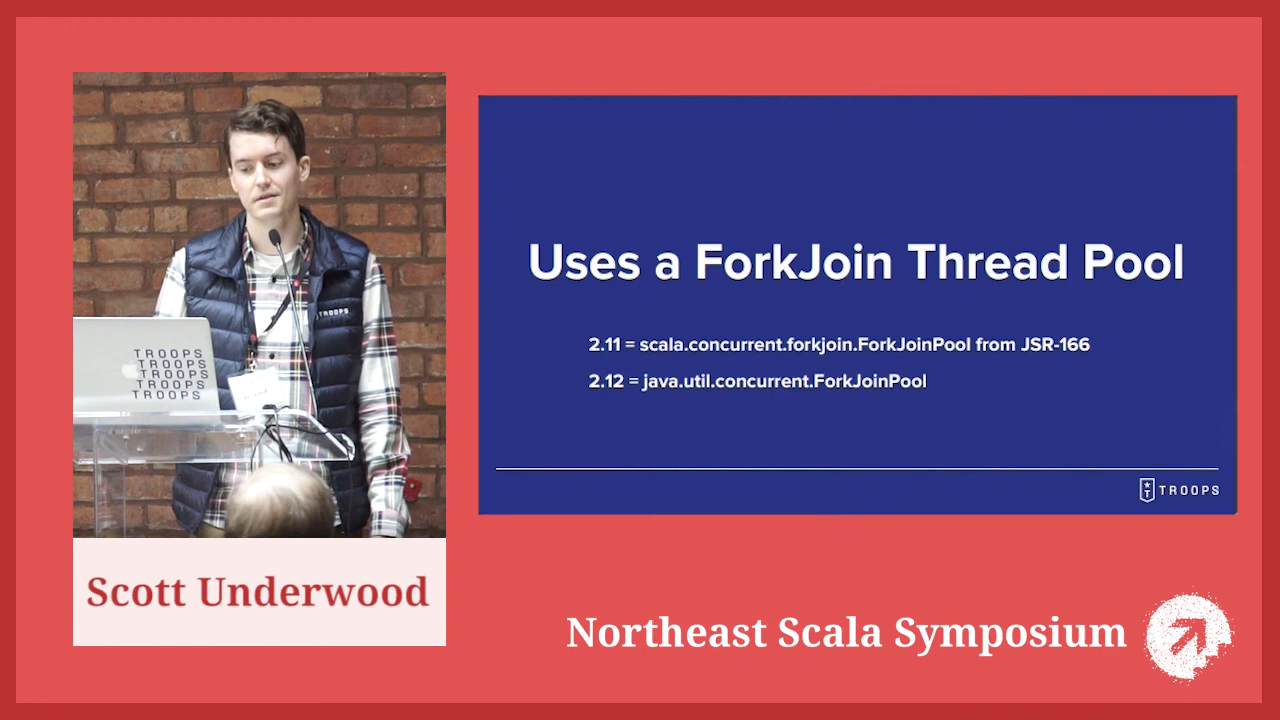 TROOPS
TROOPS
TROOPS
TROOPS
TROOPS
TROOPS
Scott Underwood
Uses a ForkJoin Thread Pool
2.11 = scala.concurrent.forkjoin.ForkJoinPool from JSR-166
2.12 = java.util.concurrent.ForkJoinPool
T TROOPS
Northeast Scala Symposium